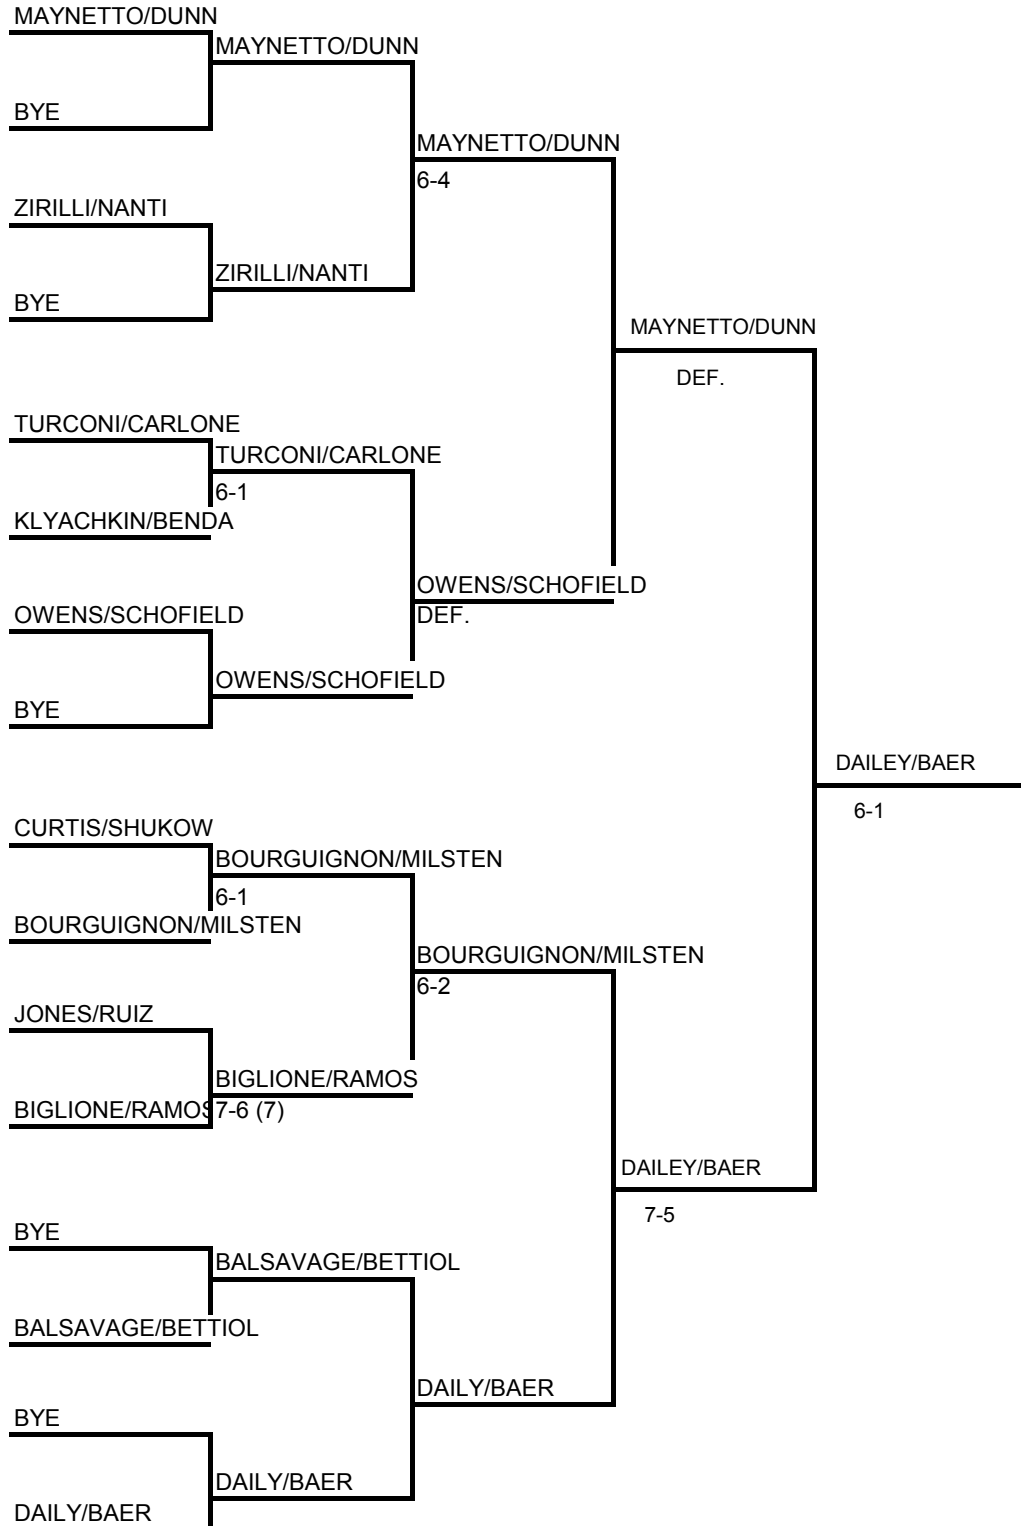 MAYNETTO/DUNN
MAYNETTO/DUNN
BYE
MAYNETTO/DUNN
6-4
ZIRILLI/NANTI
ZIRILLI/NANTI
BYE
MAYNETTO/DUNN
DEF.
TURCONI/CARLONE
TURCONI/CARLONE
6-1
KLYACHKIN/BENDA
OWENS/SCHOFIELD
OWENS/SCHOFIELD
DEF.
OWENS/SCHOFIELD
BYE
DAILEY/BAER
6-1
CURTIS/SHUKOW
BOURGUIGNON/MILSTEN
6-1
BOURGUIGNON/MILSTEN
BOURGUIGNON/MILSTEN
6-2
JONES/RUIZ
BIGLIONE/RAMOS
BIGLIONE/RAMOS
7-6 (7)
DAILEY/BAER
7-5
BYE
BALSAVAGE/BETTIOL
BALSAVAGE/BETTIOL
DAILY/BAER
BYE
DAILY/BAER
DAILY/BAER